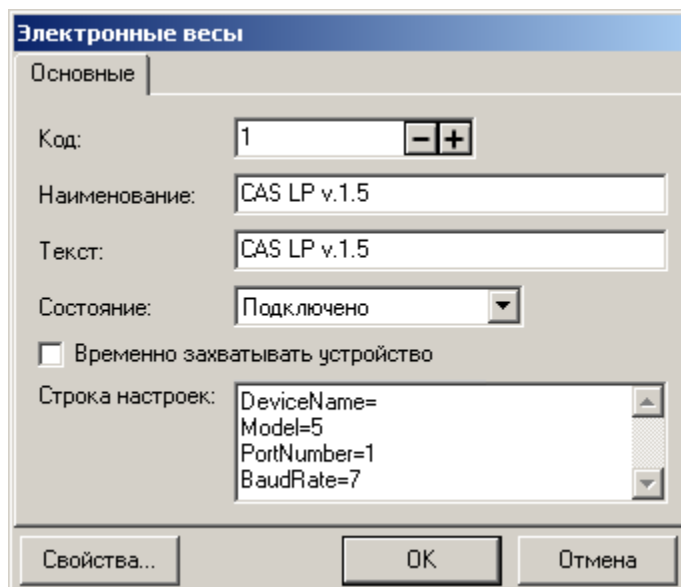 Электронные весы
Основные
Код: 1
Наименование: CAS LP v.1.5
Текст: CAS LP v.1.5
Состояние: Подключено
Временно захватывать устройство
Строка настроек: DeviceName=
Model=5
PortNumber=1
BaudRate=7
Свойства... OK Отмена